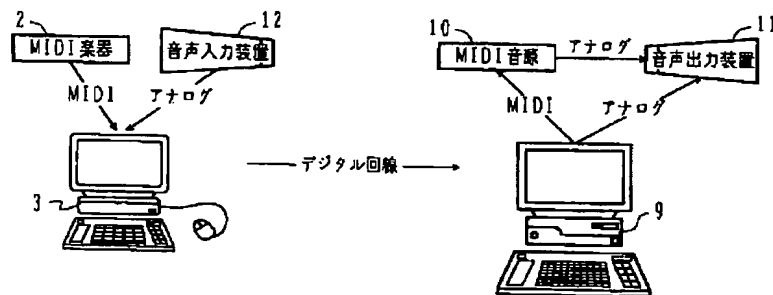 2
MIDI楽器
12
音声入力装置
MIDI
アナログ
3
デジタル回線
10
MIDI音源
アナログ
11
音声出力装置
MIDI
アナログ
9